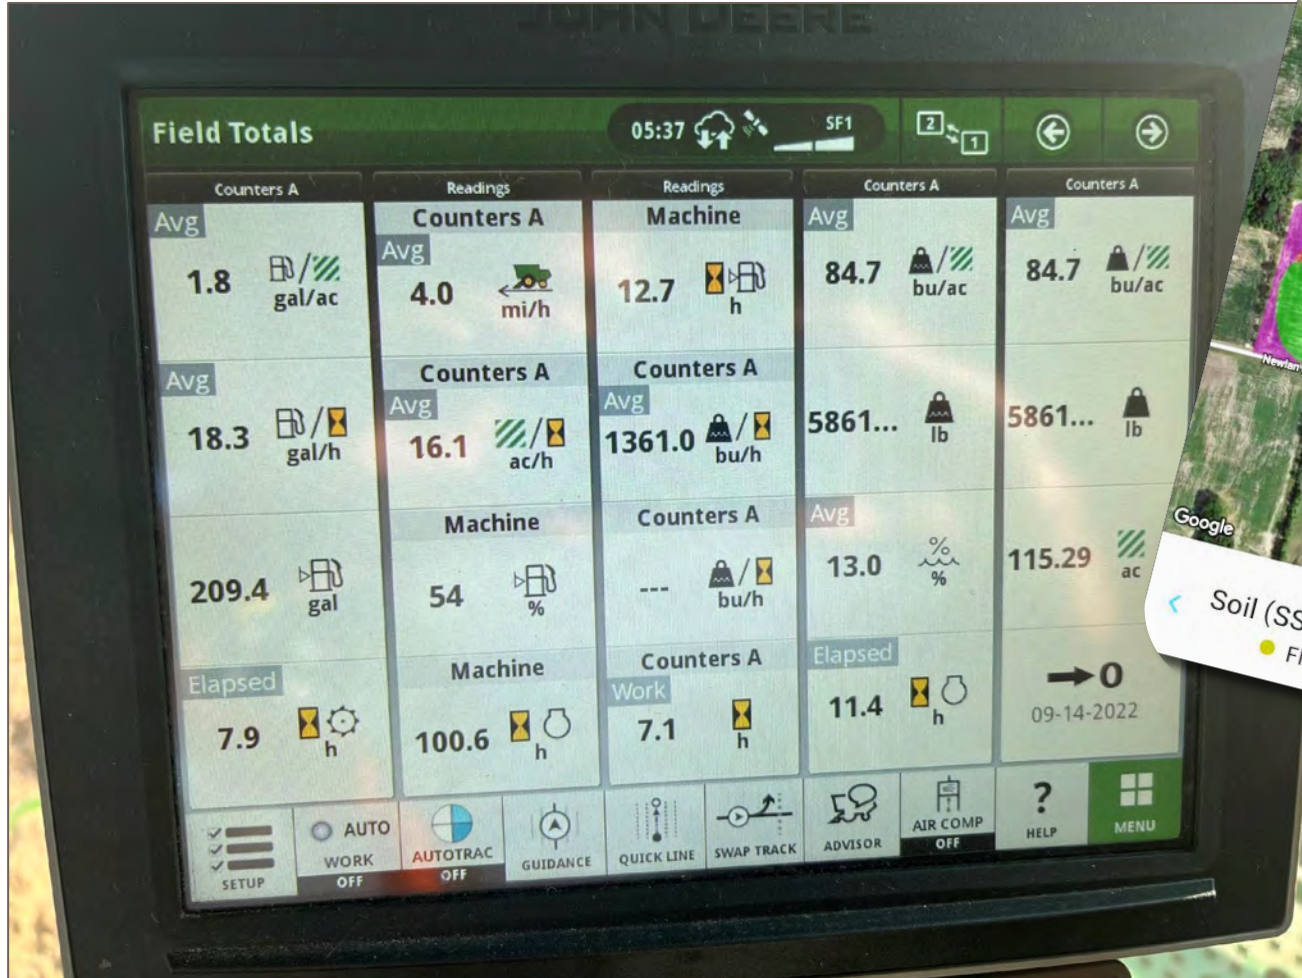 JOHN DEERE
Field Totals
05:37
SF1
2
1
Counters A
Avg
1.8
gal/ac
Avg
18.3
gal/h
209.4
gal
Elapsed
7.9
h
Readings
Counters A
Avg
4.0
mi/h
Counters A
Avg
16.1
ac/h
Machine
54
%
Machine
100.6
h
Readings
Machine
12.7
h
Counters A
Avg
1361.0
bu/h
Counters A
---
bu/h
Counters A
Work
7.1
h
Counters A
Avg
84.7
bu/ac
5861...
lb
Avg
13.0
%
%
Elapsed
11.4
h
Counters A
Avg
84.7
bu/ac
5861...
lb
115.29
ac
0
09-14-2022
SETUP
AUTO
WORK
OFF
AUTOTRAC
OFF
GUIDANCE
QUICK LINE
SWAP TRACK
ADVISOR
AIR COMP
OFF
?
HELP
MENU
Newlan
Google
Soil (SS
Fl